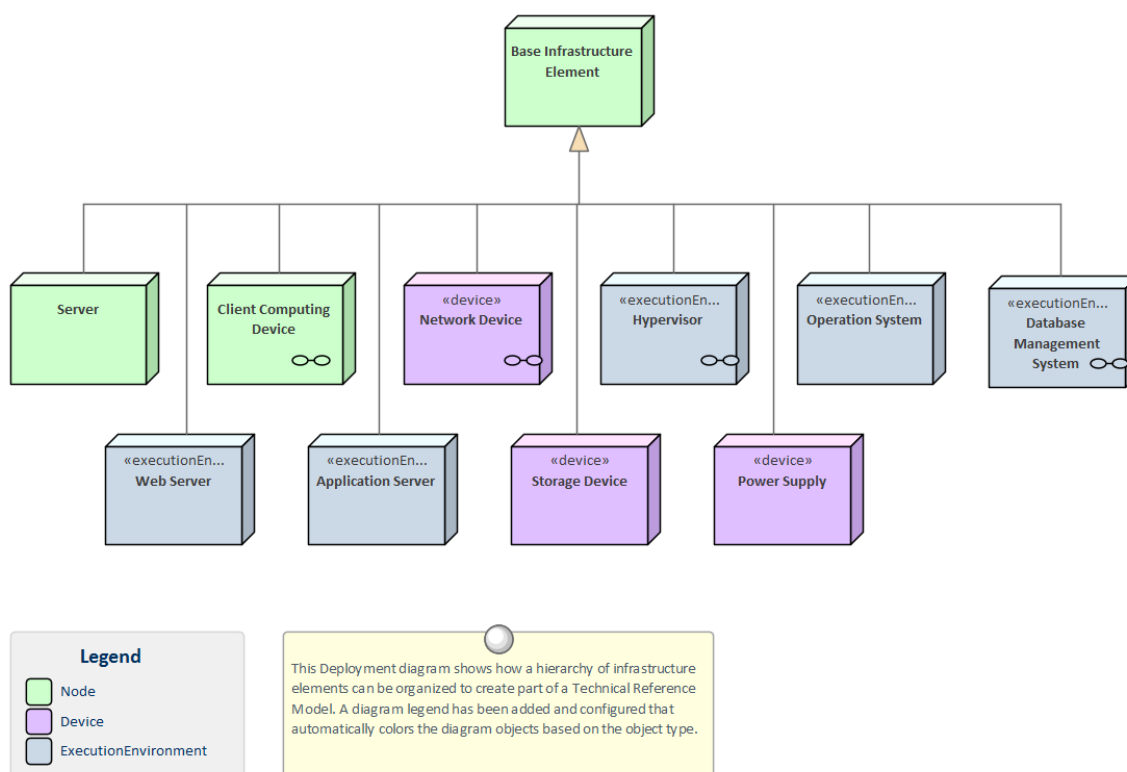 Base Infrastructure
Element
Server
Client Computing
Device
«device»
Network Device
«executionEn...
Hypervisor
«executionEn...
Operation System
«executionEn...
Database
Management
System
«executionEn...
Web Server
«executionEn...
Application Server
«device»
Storage Device
«device»
Power Supply
Legend
Node
Device
ExecutionEnvironment
This Deployment diagram shows how a hierarchy of infrastructure
elements can be organized to create part of a Technical Reference
Model. A diagram legend has been added and configured that
automatically colors the diagram objects based on the object type.